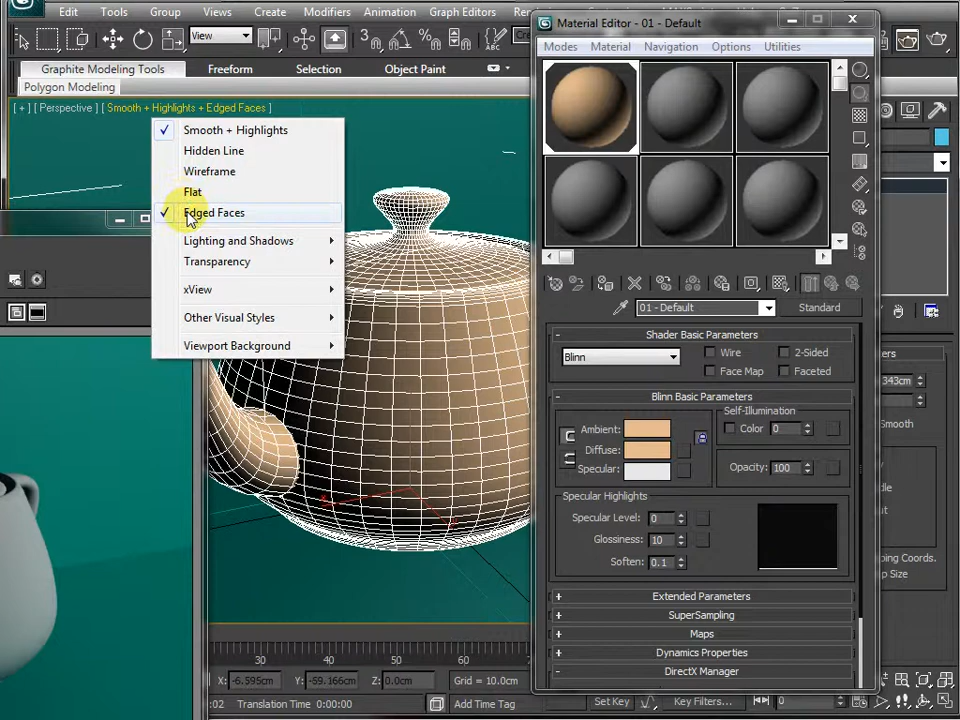 Edit Tools Group Views Create Modifiers Animation Graph Editors
View
Graphite Modeling Tools Freeform Selection Object Paint
Polygon Modeling
[ + ] [ Perspective ] [ Smooth + Highlights + Edged Faces ]
Smooth + Highlights
Hidden Line
Wireframe
Flat
Edged Faces
Lighting and Shadows
Transparency
xView
Other Visual Styles
Viewport Background
Material Editor - 01 - Default
Modes Material Navigation Options Utilities
01 - Default Standard
Shader Basic Parameters
Blinn Wire 2-Sided
Face Map Faceted
Blinn Basic Parameters
Self-Illumination
Ambient: Color 0
Diffuse:
Specular: Opacity: 100
Specular Highlights
Specular Level: 0
Glossiness: 10
Soften: 0.1
Extended Parameters
SuperSampling
Maps
Dynamics Properties
DirectX Manager
343cm
Smooth
ping Coords.
p Size
30 40 50 60
X: -6.595cm Y: -59.166cm Z: 0.0cm Grid = 10.0cm
:02 Translation Time 0:00:00 Add Time Tag Set Key Key Filters... 0